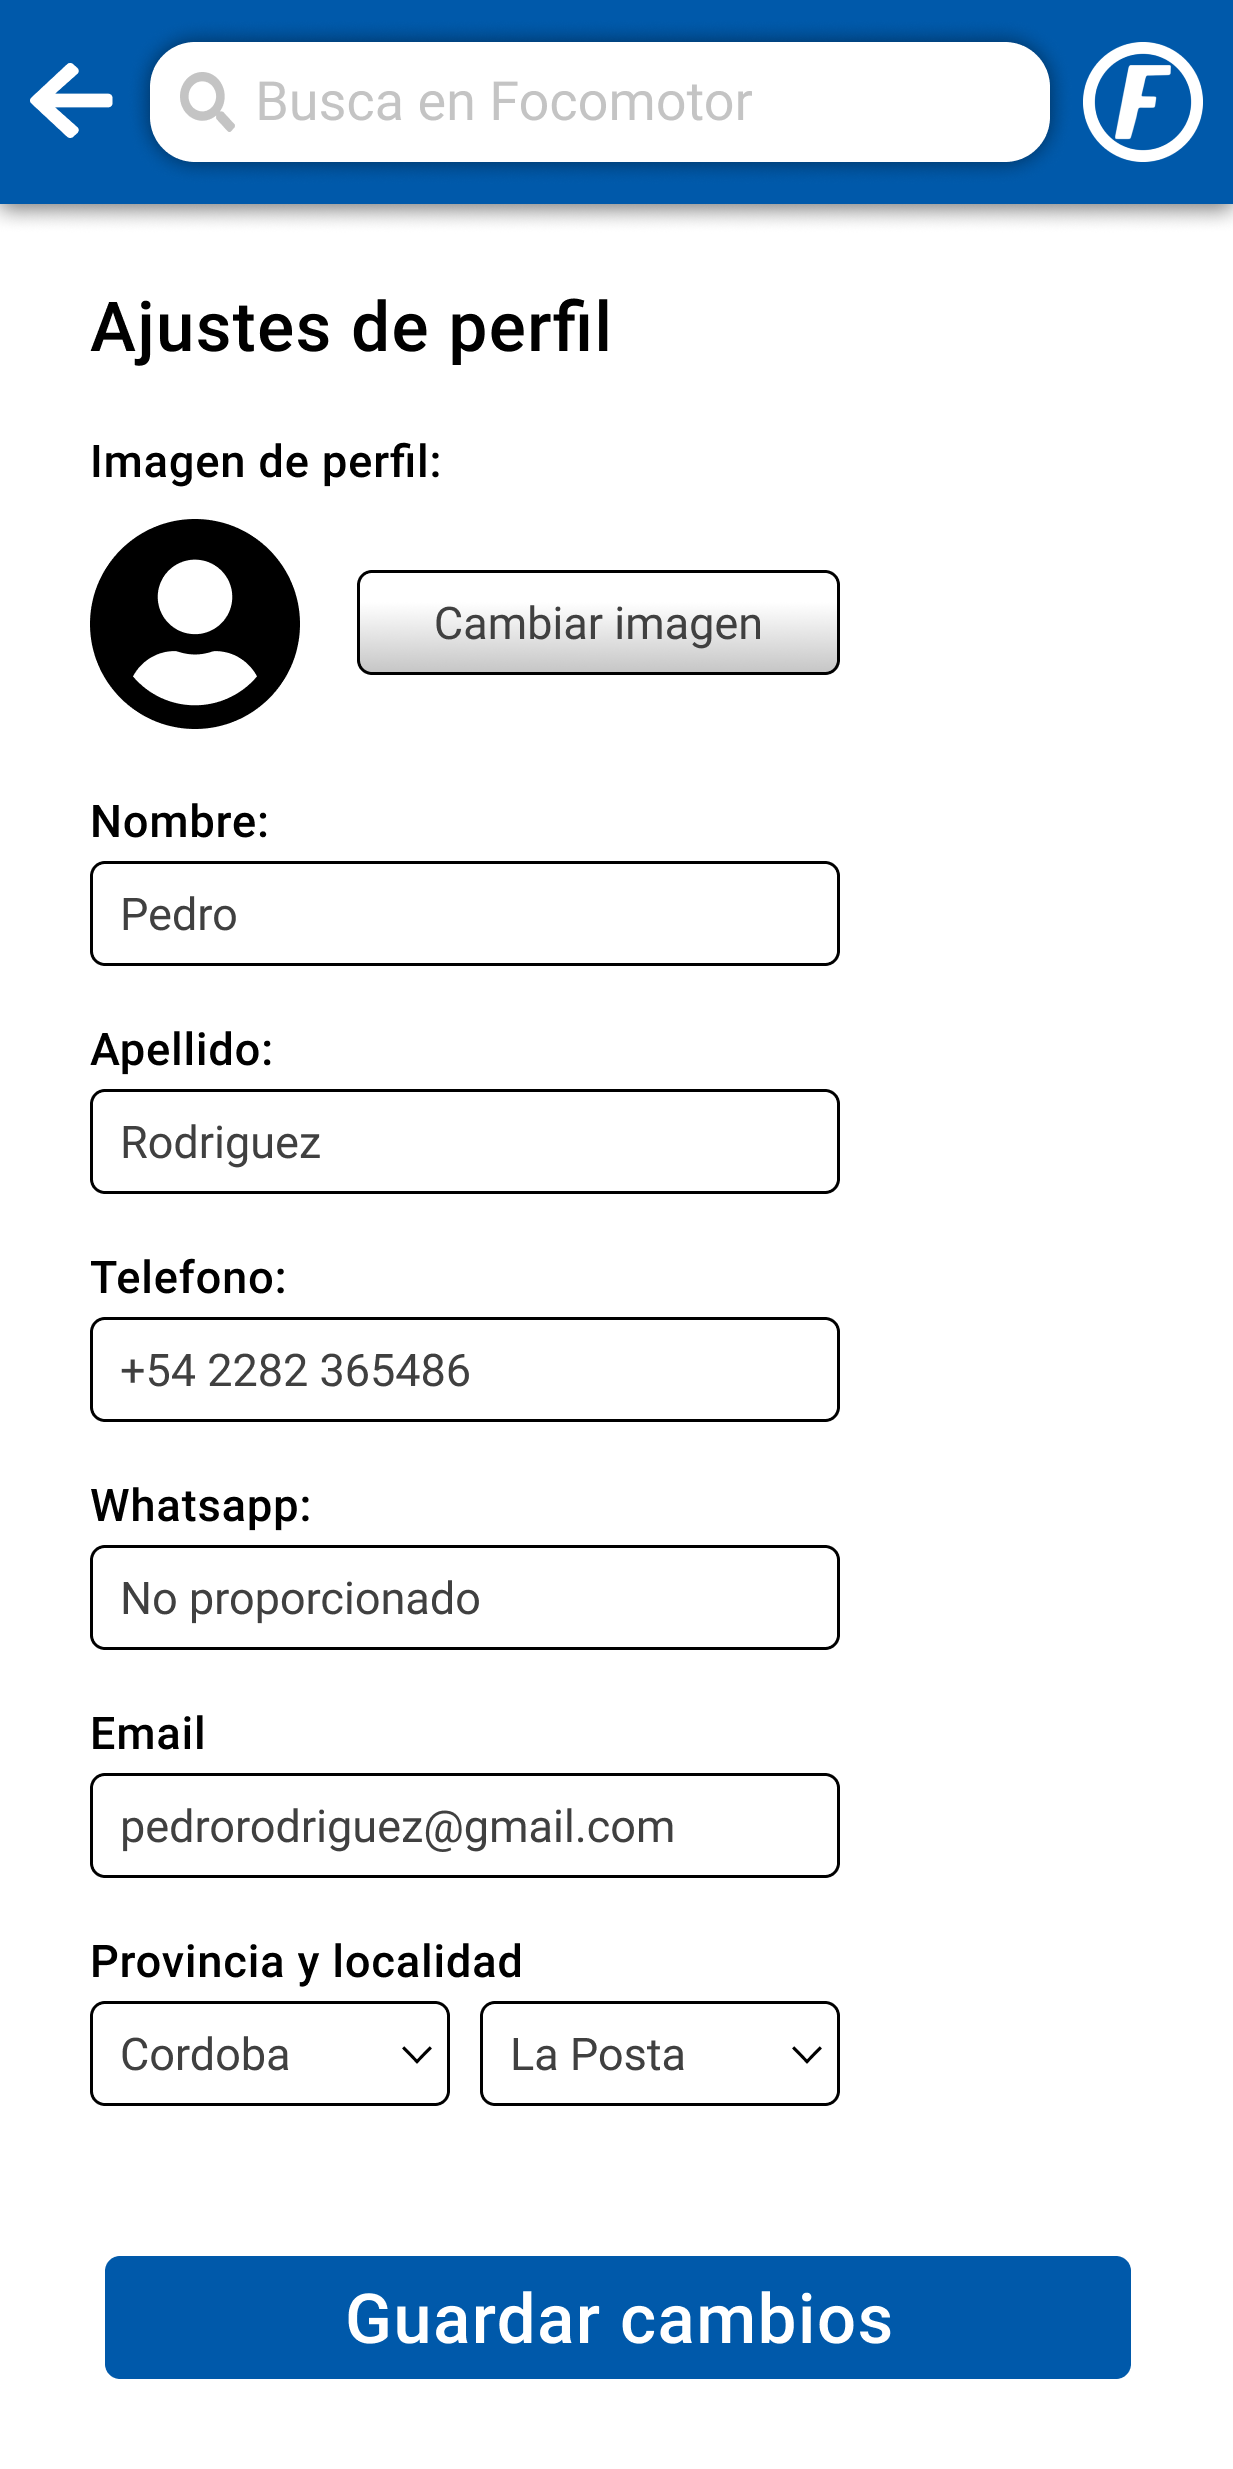 Busca en Focomotor
F
Ajustes de perfil
Imagen de perfil:
Cambiar imagen
Nombre:
Pedro
Apellido:
Rodriguez
Telefono:
+54 2282 365486
Whatsapp:
No proporcionado
Email
pedrorodriguez@gmail.com
Provincia y localidad
Cordoba
La Posta
Guardar cambios